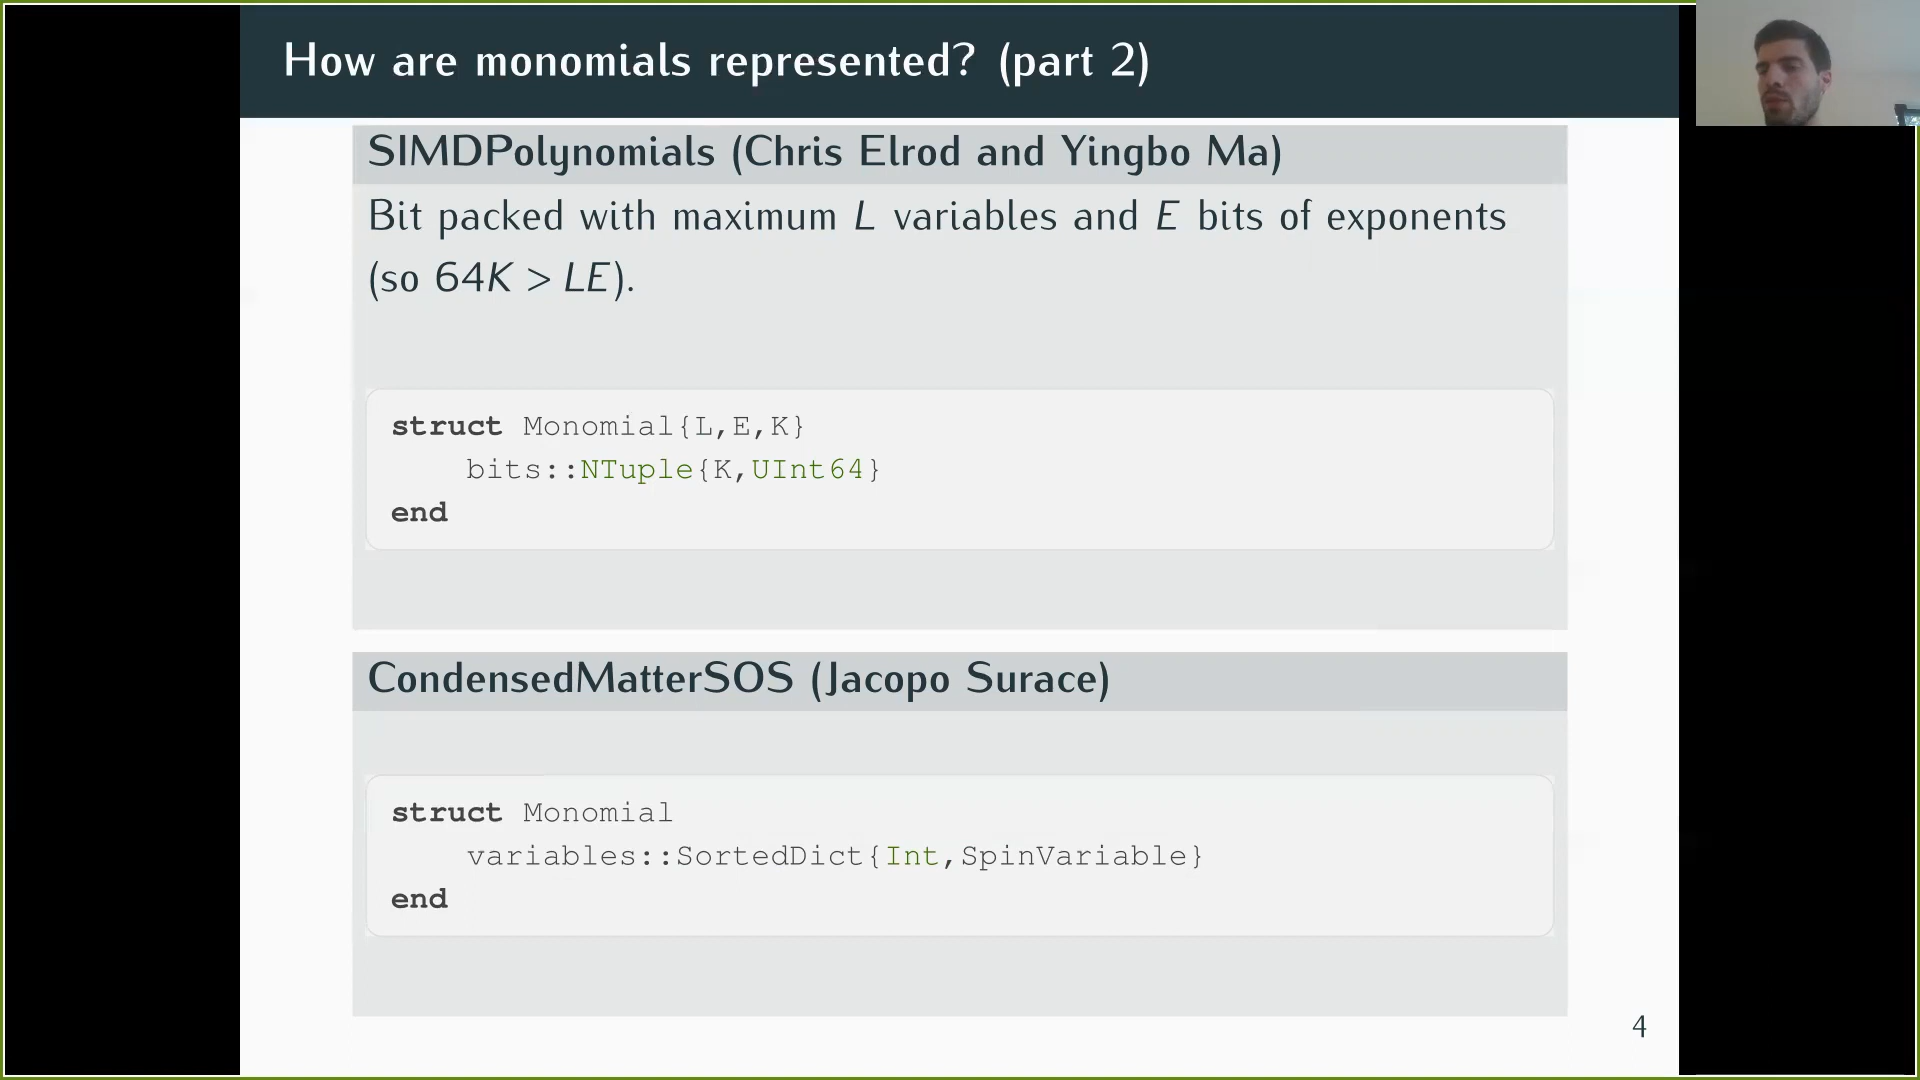 How are monomials represented? (part 2)
SIMDPolynomials (Chris Elrod and Yingbo Ma)
Bit packed with maximum L variables and E bits of exponents
(so 64K > LE).
struct Monomial{L,E,K}
    bits::NTuple{K,UInt64}
end
CondensedMatterSOS (Jacopo Surace)
struct Monomial
    variables::SortedDict{Int,SpinVariable}
end
4